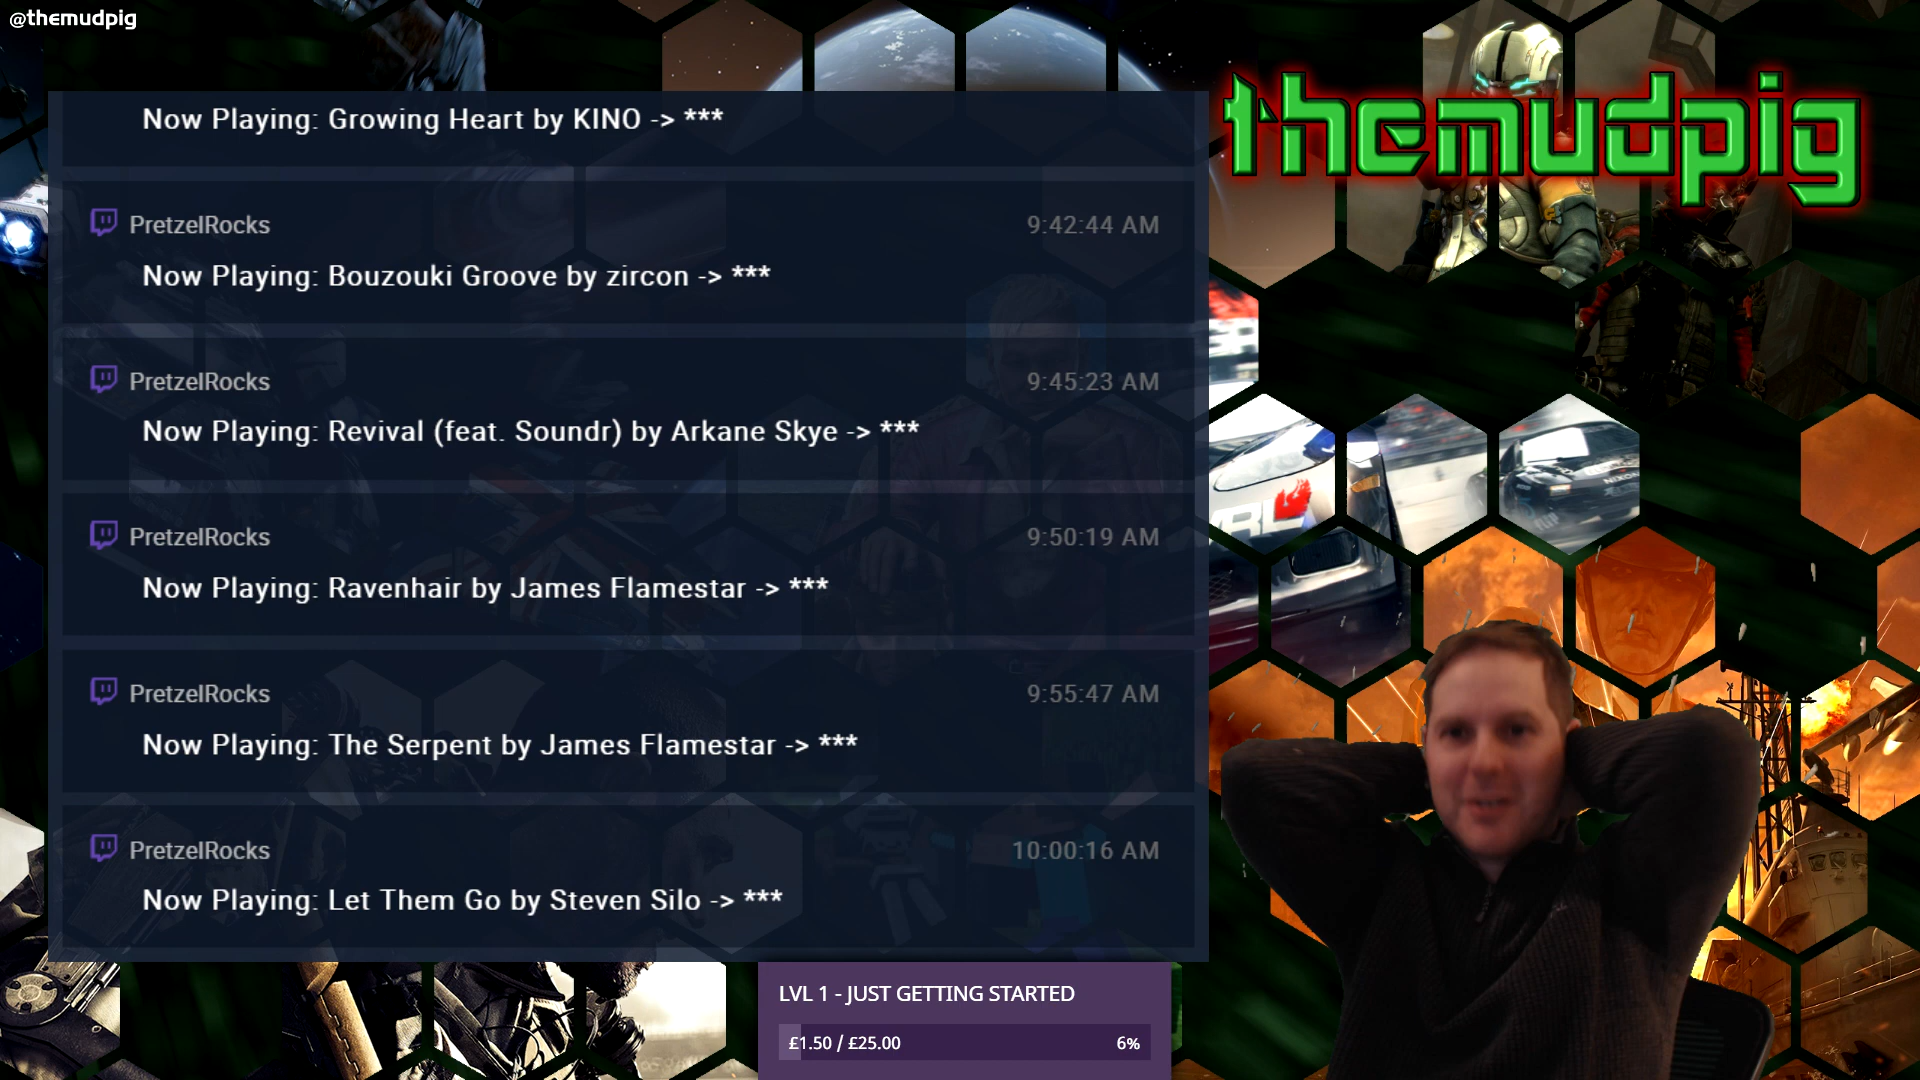 @themudpig
themudpig
Now Playing: Growing Heart by KINO -> ***
PretzelRocks 9:42:44 AM
Now Playing: Bouzouki Groove by zircon -> ***
PretzelRocks 9:45:23 AM
Now Playing: Revival (feat. Soundr) by Arkane Skye -> ***
PretzelRocks 9:50:19 AM
Now Playing: Ravenhair by James Flamestar -> ***
PretzelRocks 9:55:47 AM
Now Playing: The Serpent by James Flamestar -> ***
PretzelRocks 10:00:16 AM
Now Playing: Let Them Go by Steven Silo -> ***
LVL 1 - JUST GETTING STARTED
£1.50 / £25.00 6%